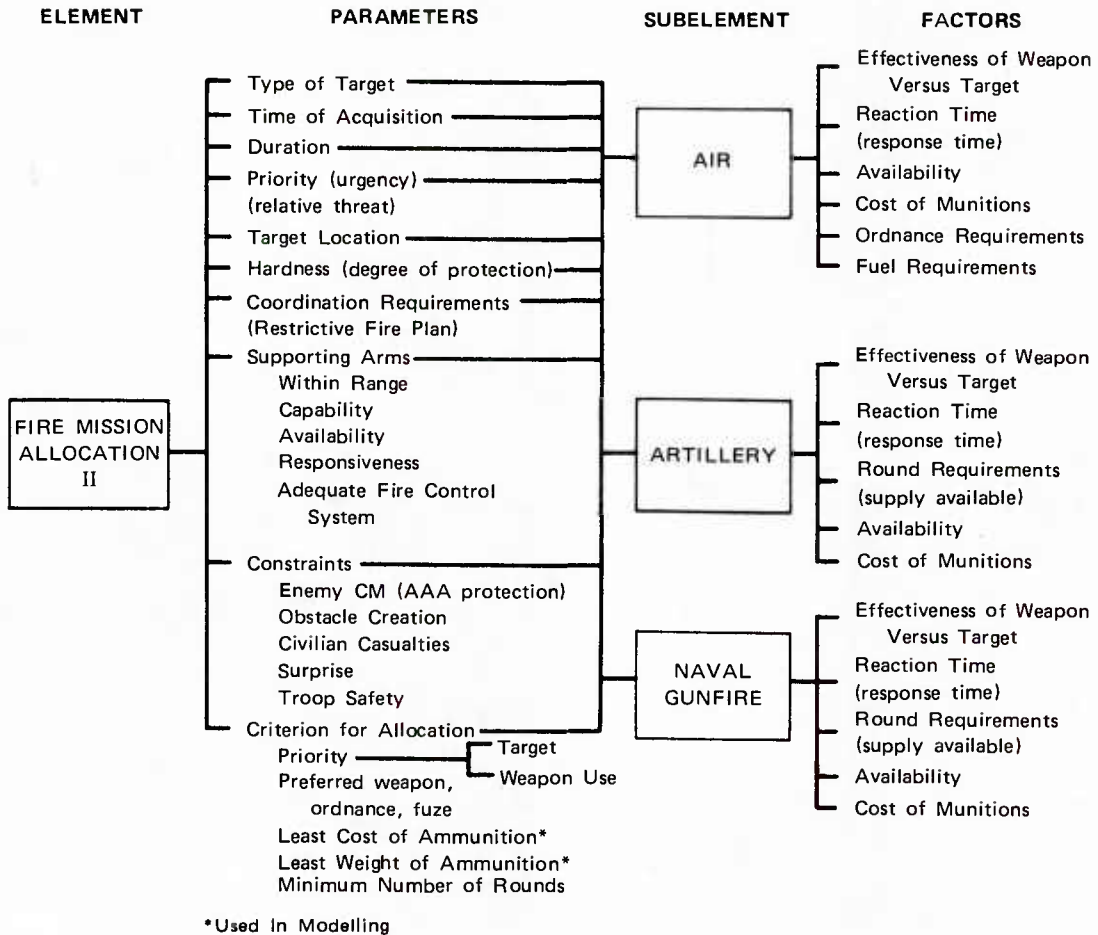 ELEMENT
PARAMETERS
SUBELEMENT
FACTORS
FIRE MISSION
ALLOCATION
II
Type of Target
Time of Acquisition
Duration
Priority (urgency)
(relative threat)
Target Location
Hardness (degree of protection)
Coordination Requirements
(Restrictive Fire Plan)
Supporting Arms
Within Range
Capability
Availability
Responsiveness
Adequate Fire Control
System
Constraints
Enemy CM (AAA protection)
Obstacle Creation
Civilian Casualties
Surprise
Troop Safety
Criterion for Allocation
Priority
Target
Weapon Use
Preferred weapon,
ordnance, fuze
Least Cost of Ammunition*
Least Weight of Ammunition*
Minimum Number of Rounds
AIR
Effectiveness of Weapon
Versus Target
Reaction Time
(response time)
Availability
Cost of Munitions
Ordnance Requirements
Fuel Requirements
ARTILLERY
Effectiveness of Weapon
Versus Target
Reaction Time
(response time)
Round Requirements
(supply available)
Availability
Cost of Munitions
NAVAL
GUNFIRE
Effectiveness of Weapon
Versus Target
Reaction Time
(response time)
Round Requirements
(supply available)
Availability
Cost of Munitions
*Used In Modelling